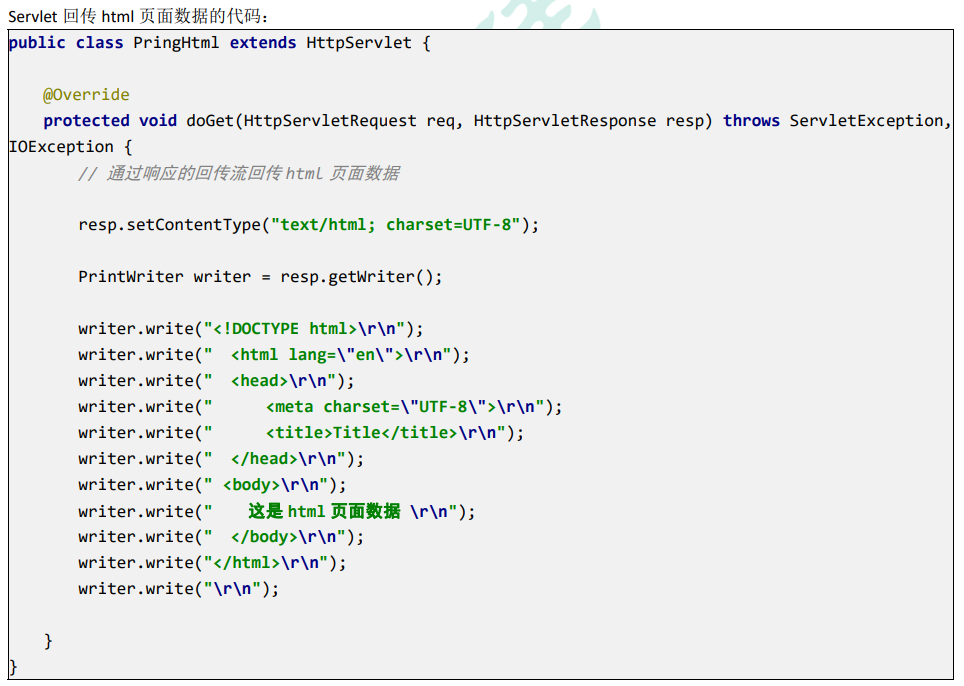 Servlet 回传 html 页面数据的代码：
public class PringHtml extends HttpServlet {
@Override
protected void doGet(HttpServletRequest req, HttpServletResponse resp) throws ServletException,
IOException {
// 通过响应的回传流回传 html 页面数据
resp.setContentType("text/html; charset=UTF-8");
PrintWriter writer = resp.getWriter();
writer.write("<!DOCTYPE html>\r\n");
writer.write("  <html lang=\"en\">\r\n");
writer.write("  <head>\r\n");
writer.write("      <meta charset=\"UTF-8\">\r\n");
writer.write("      <title>Title</title>\r\n");
writer.write("  </head>\r\n");
writer.write(" <body>\r\n");
writer.write("    这是 html 页面数据 \r\n");
writer.write("  </body>\r\n");
writer.write("</html>\r\n");
writer.write("\r\n");
}
}